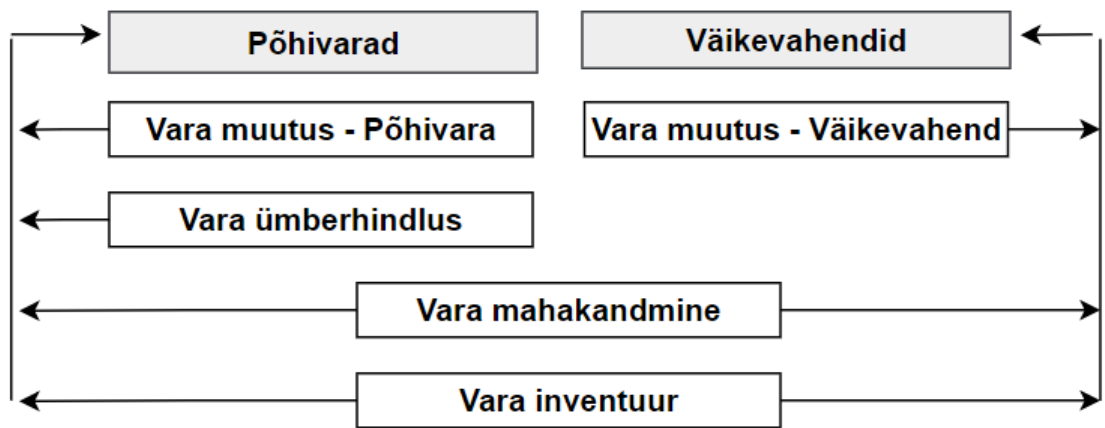 Põhivarad
Väikevahendid
Vara muutus - Põhivara
Vara muutus - Väikevahend
Vara ümberhindlus
Vara mahakandmine
Vara inventuur